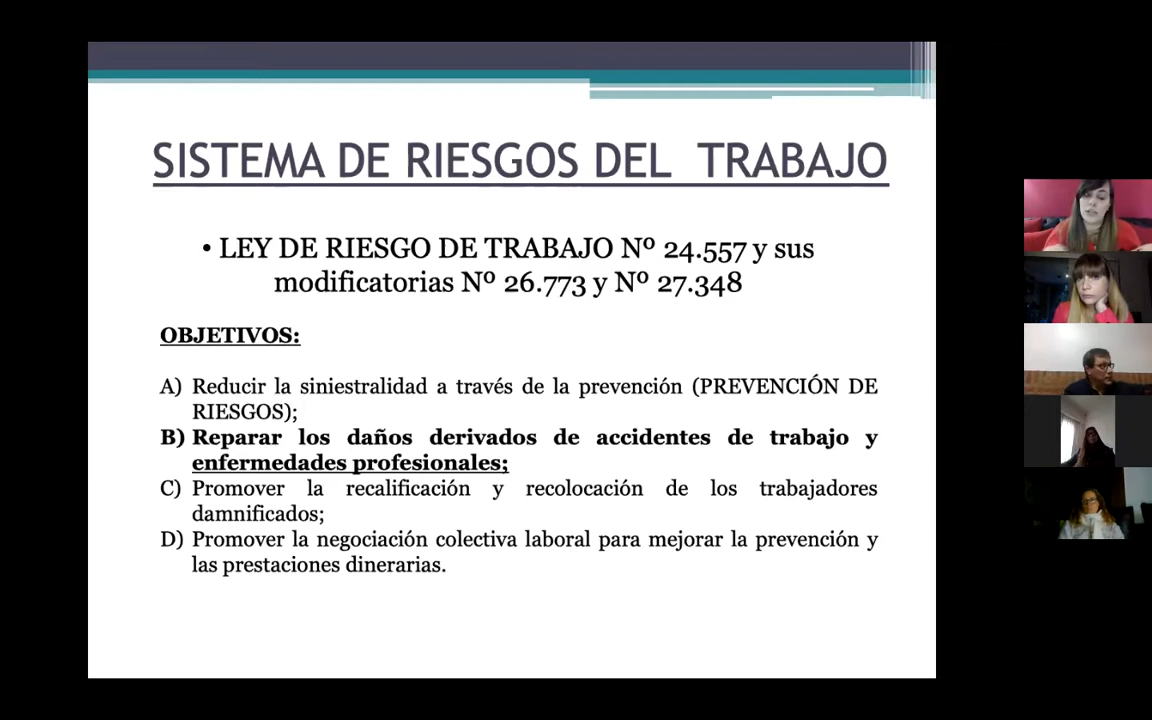 SISTEMA DE RIESGOS DEL TRABAJO
• LEY DE RIESGO DE TRABAJO Nº 24.557 y sus
modificatorias Nº 26.773 y Nº 27.348
OBJETIVOS:
A) Reducir la siniestralidad a través de la prevención (PREVENCIÓN DE
RIESGOS);
B) Reparar los daños derivados de accidentes de trabajo y
enfermedades profesionales;
C) Promover la recalificación y recolocación de los trabajadores
damnificados;
D) Promover la negociación colectiva laboral para mejorar la prevención y
las prestaciones dinerarias.